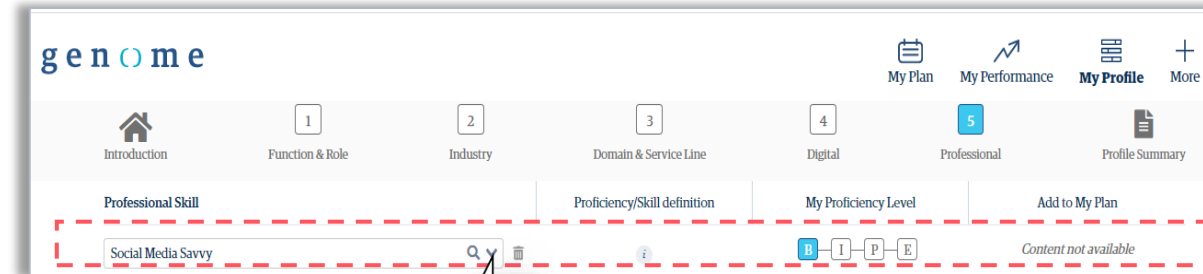 genome
My Plan My Performance My Profile More
1 2 3 4 5
Introduction Function & Role Industry Domain & Service Line Digital Professional Profile Summary
Professional Skill Proficiency/Skill definition My Proficiency Level Add to My Plan
Social Media Savvy i B I P E Content not available